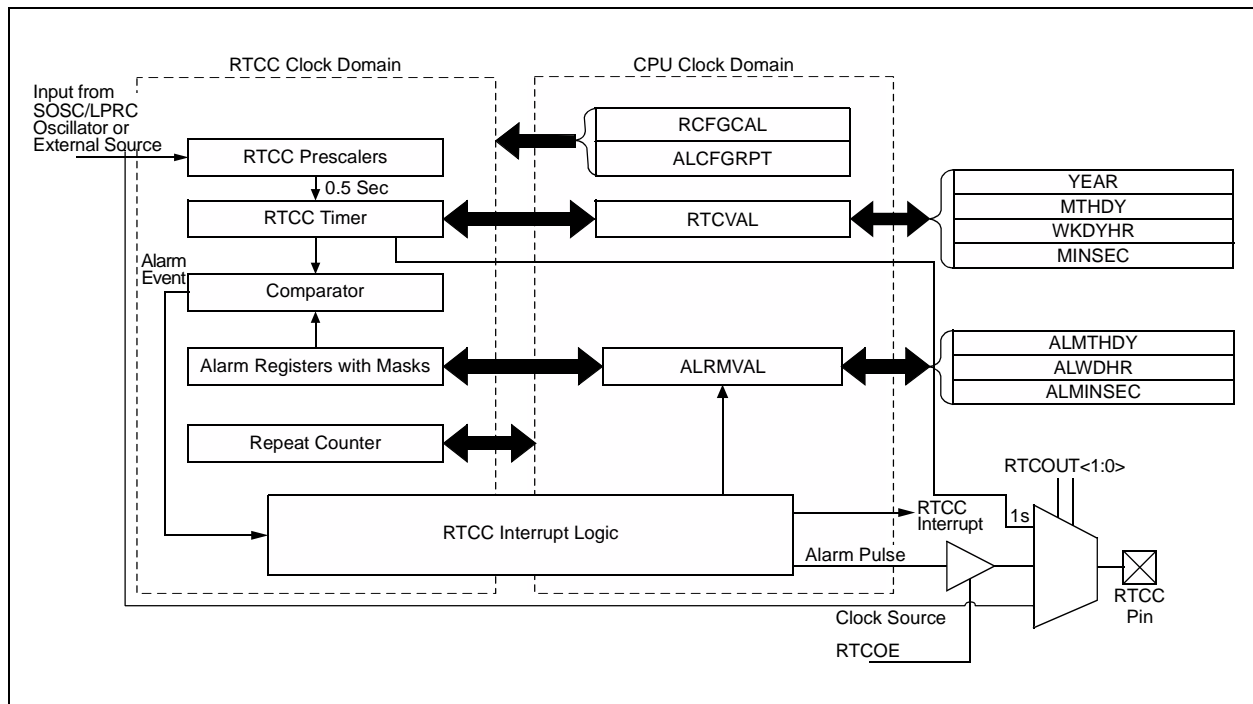 RTCC Clock Domain
CPU Clock Domain
Input from
SOSC/LPRC
Oscillator or
External Source
RCFGCAL
ALCFGRPT
RTCC Prescalers
0.5 Sec
RTCC Timer
RTCVAL
YEAR
MTHDY
WKDYHR
MINSEC
Alarm
Event
Comparator
Alarm Registers with Masks
ALRMVAL
ALMTHDY
ALWDHR
ALMINSEC
Repeat Counter
RTCOUT<1:0>
RTCC Interrupt Logic
RTCC
Interrupt
1s
Alarm Pulse
Clock Source
RTCC
Pin
RTCOE